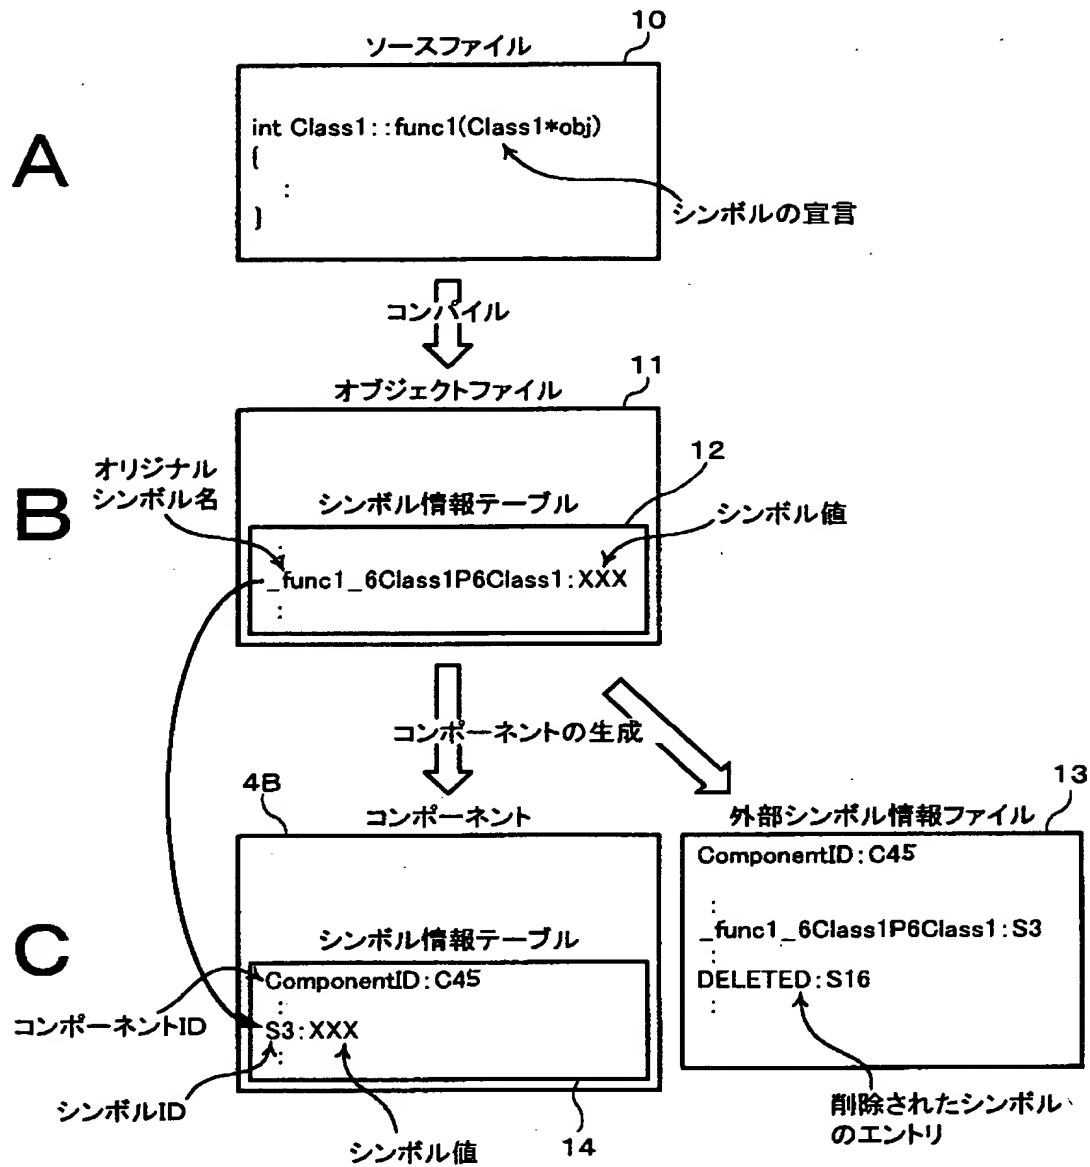 10
ソースファイル
A
int Class1::func1(Class1*obj)
{
:
}
シンボルの宣言
コンパイル
11
オブジェクトファイル
B
オリジナル
シンボル名
12
シンボル情報テーブル
シンボル値
:
_func1_6Class1P6Class1:XXX
:
コンポーネントの生成
4B
コンポーネント
13
外部シンボル情報ファイル
C
シンボル情報テーブル
ComponentID:C45
:
S3:XXX
:
コンポーネントID
シンボルID
シンボル値
14
ComponentID:C45
:
_func1_6Class1P6Class1:S3
:
DELETED:S16
:
削除されたシンボル
のエントリ